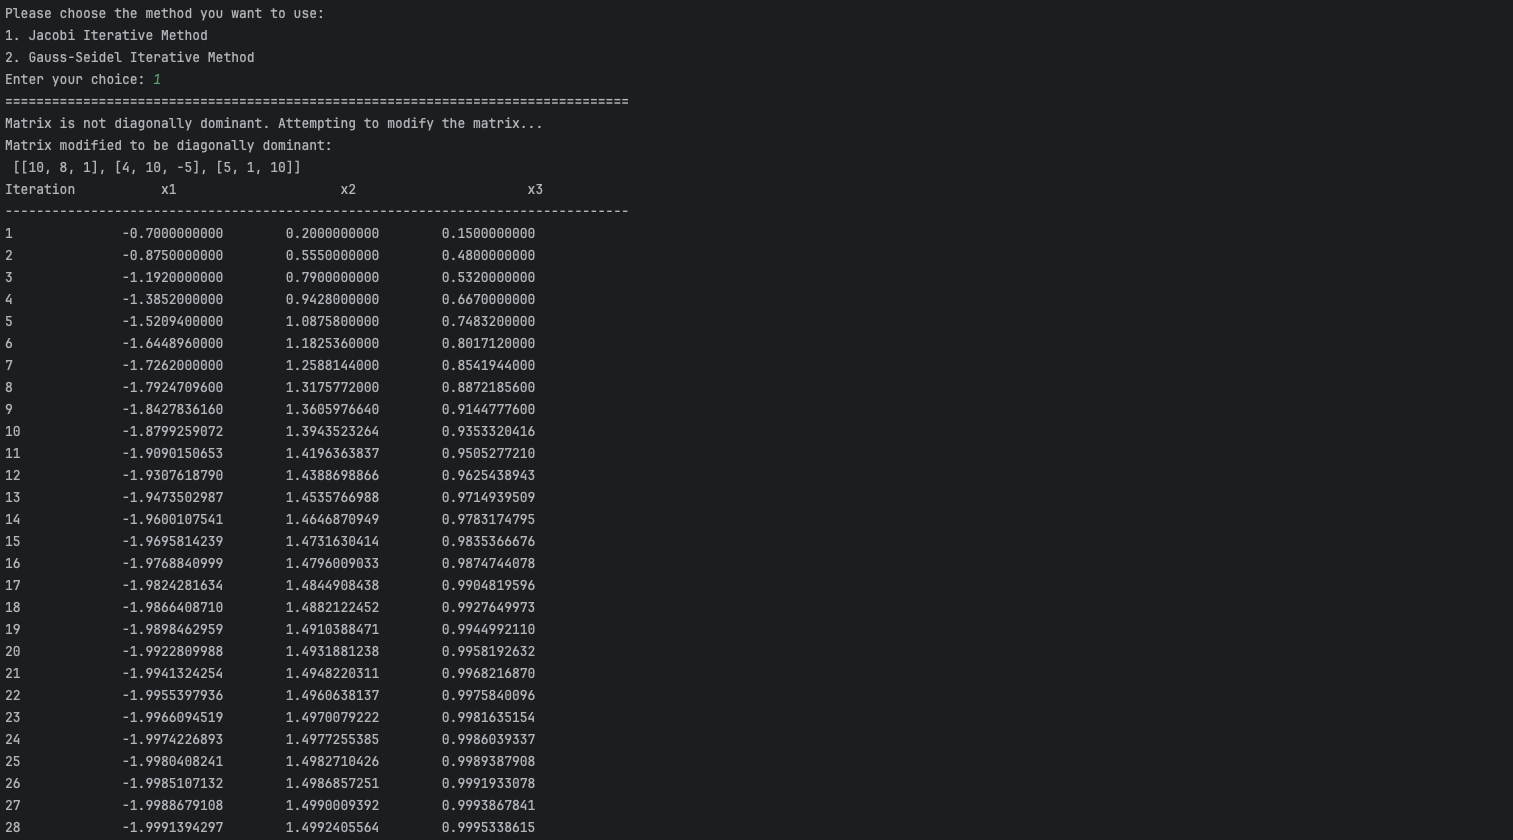 Please choose the method you want to use:
1. Jacobi Iterative Method
2. Gauss-Seidel Iterative Method
Enter your choice: 1
================================================================================
Matrix is not diagonally dominant. Attempting to modify the matrix...
Matrix modified to be diagonally dominant:
 [[10, 8, 1], [4, 10, -5], [5, 1, 10]]
Iteration           x1                     x2                      x3
--------------------------------------------------------------------------------
1              -0.7000000000        0.2000000000        0.1500000000
2              -0.8750000000        0.5550000000        0.4800000000
3              -1.1920000000        0.7900000000        0.5320000000
4              -1.3852000000        0.9428000000        0.6670000000
5              -1.5209400000        1.0875800000        0.7483200000
6              -1.6448960000        1.1825360000        0.8017120000
7              -1.7262000000        1.2588144000        0.8541944000
8              -1.7924709600        1.3175772000        0.8872185600
9              -1.8427836160        1.3605976640        0.9144777600
10             -1.8799259072        1.3943523264        0.9353320416
11             -1.9090150653        1.4196363837        0.9505277210
12             -1.9307618790        1.4388698866        0.9625438943
13             -1.9473502987        1.4535766988        0.9714939509
14             -1.9600107541        1.4646870949        0.9783174795
15             -1.9695814239        1.4731630414        0.9835366676
16             -1.9768840999        1.4796009033        0.9874744078
17             -1.9824281634        1.4844908438        0.9904819596
18             -1.9866408710        1.4882122452        0.9927649973
19             -1.9898462959        1.4910388471        0.9944992110
20             -1.9922809988        1.4931881238        0.9958192632
21             -1.9941324254        1.4948220311        0.9968216870
22             -1.9955397936        1.4960638137        0.9975840096
23             -1.9966094519        1.4970079222        0.9981635154
24             -1.9974226893        1.4977255385        0.9986039337
25             -1.9980408241        1.4982710426        0.9989387908
26             -1.9985107132        1.4986857251        0.9991933078
27             -1.9988679108        1.4990009392        0.9993867841
28             -1.9991394297        1.4992405564        0.9995338615